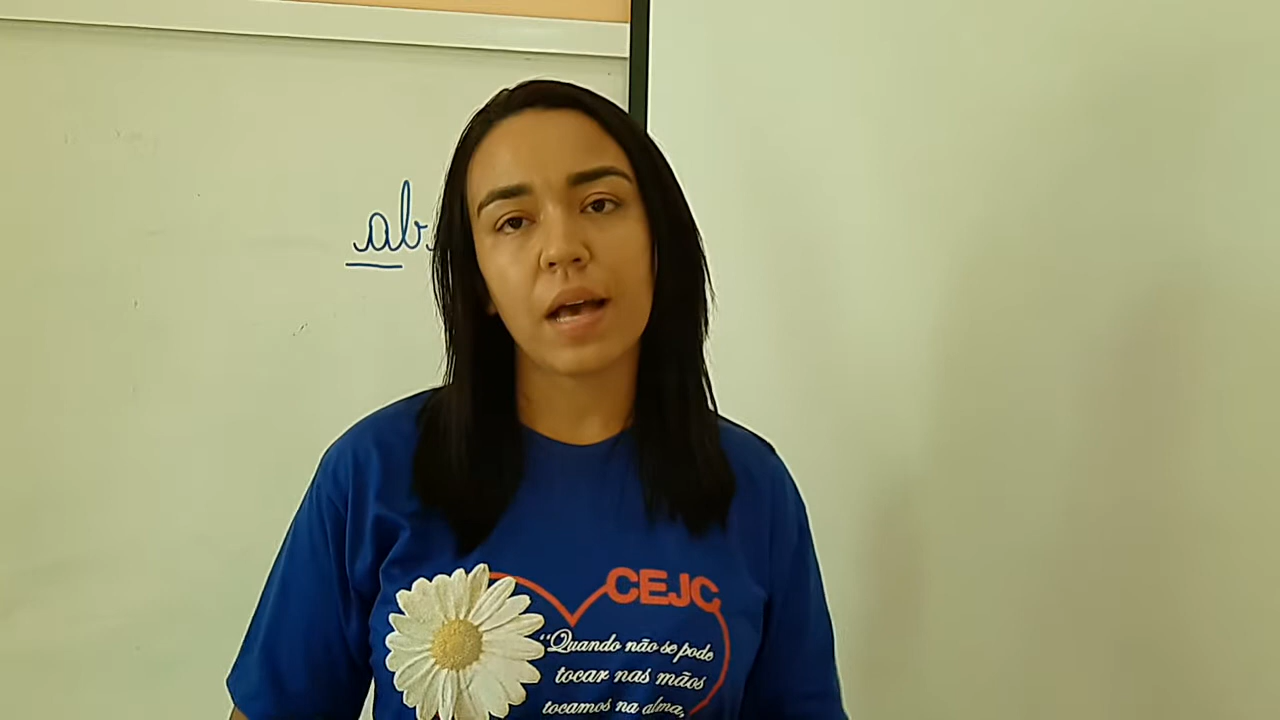 CEJC
"Quando não se pode
tocar nas mãos
tocamos na alma,